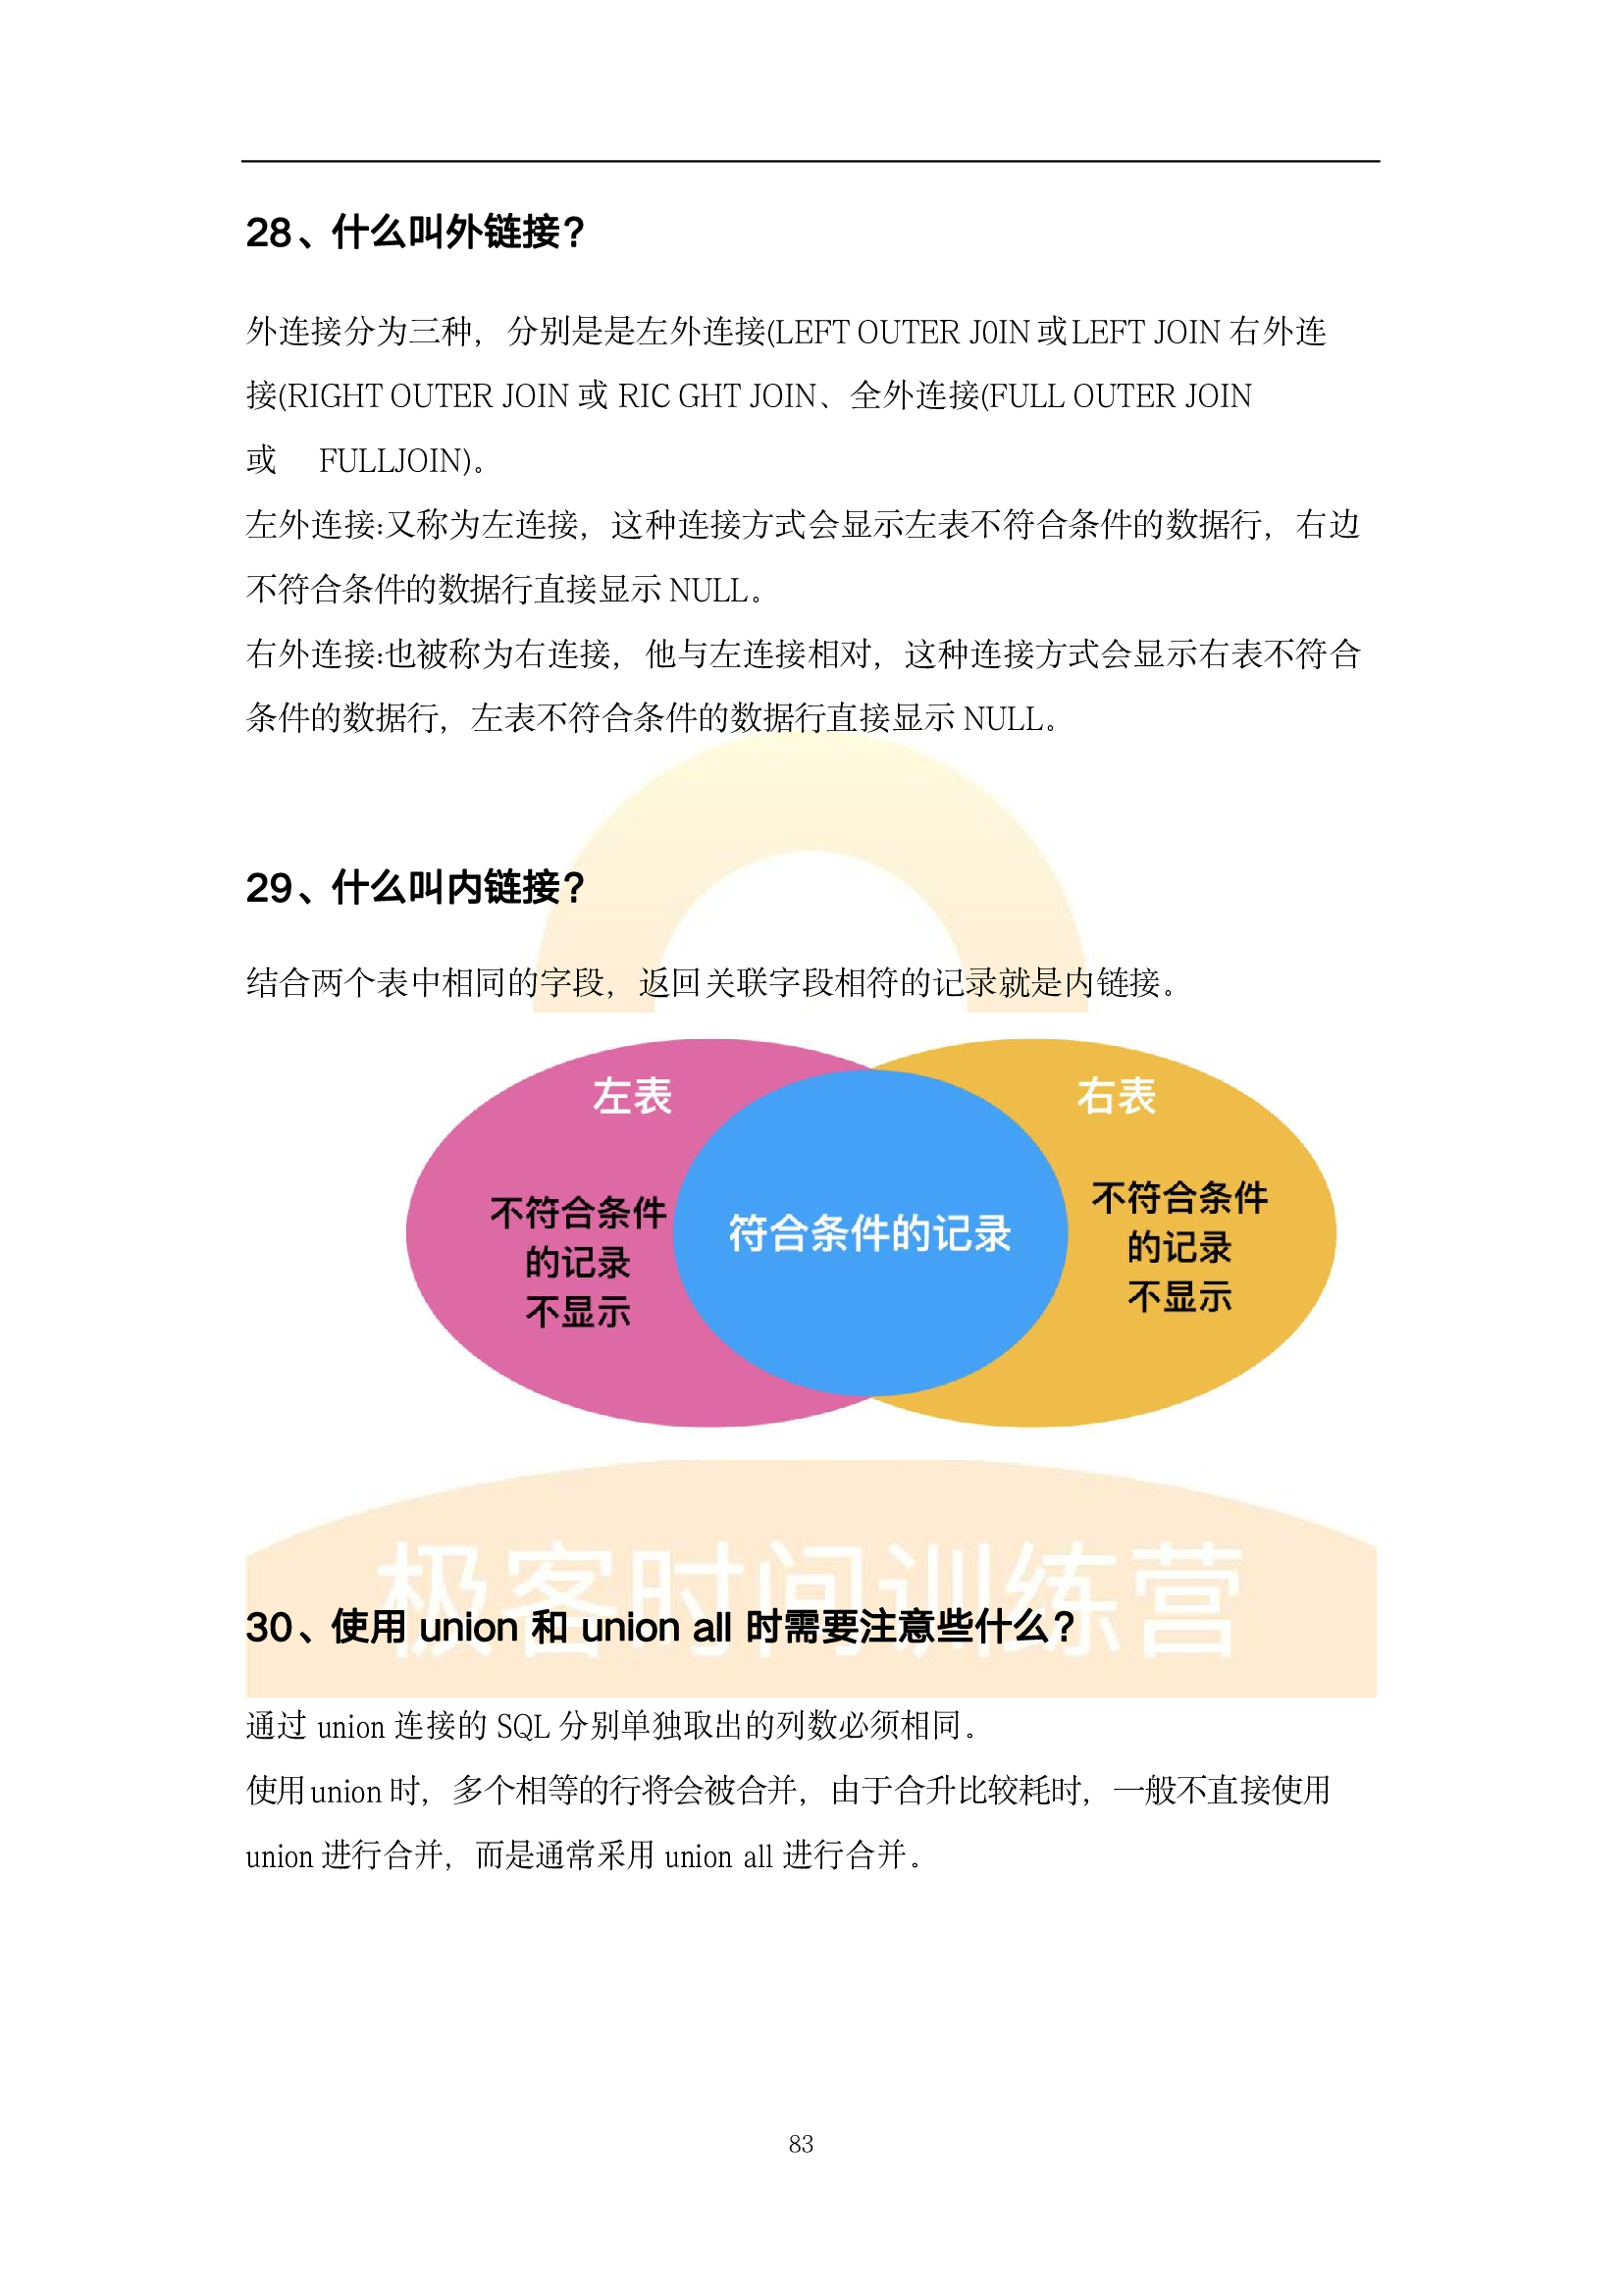 28、什么叫外链接?
外连接分为三种，分别是是左外连接(LEFT OUTER J0IN 或 LEFT JOIN 右外连
接(RIGHT OUTER JOIN 或 RIC GHT JOIN、全外连接(FULL OUTER JOIN
或 FULLJOIN)。
左外连接:又称为左连接，这种连接方式会显示左表不符合条件的数据行，右边
不符合条件的数据行直接显示 NULL。
右外连接:也被称为右连接，他与左连接相对，这种连接方式会显示右表不符合
条件的数据行，左表不符合条件的数据行直接显示 NULL。
29、什么叫内链接?
结合两个表中相同的字段，返回关联字段相符的记录就是内链接。
左表
右表
不符合条件
的记录
不显示
符合条件的记录
不符合条件
的记录
不显示
极客时间训练营
30、使用 union 和 union all 时需要注意些什么?
通过 union 连接的 SQL 分别单独取出的列数必须相同。
使用 union 时，多个相等的行将会被合并，由于合升比较耗时，一般不直接使用
union 进行合并，而是通常采用 union all 进行合并。
83